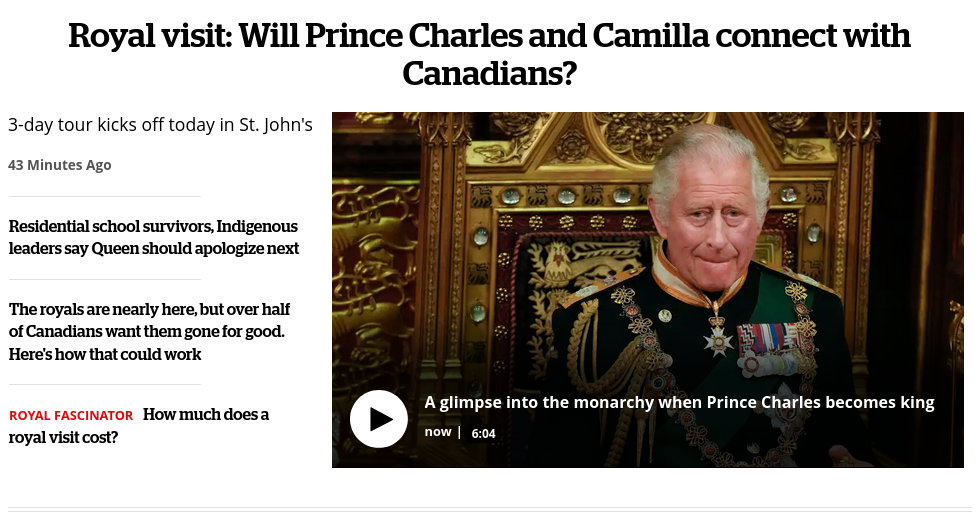 Royal visit: Will Prince Charles and Camilla connect with
Canadians?
3-day tour kicks off today in St. John's
43 Minutes Ago
Residential school survivors, Indigenous
leaders say Queen should apologize next
The royals are nearly here, but over half
of Canadians want them gone for good.
Here's how that could work
ROYAL FASCINATOR How much does a
royal visit cost?
A glimpse into the monarchy when Prince Charles becomes king
now | 6:04